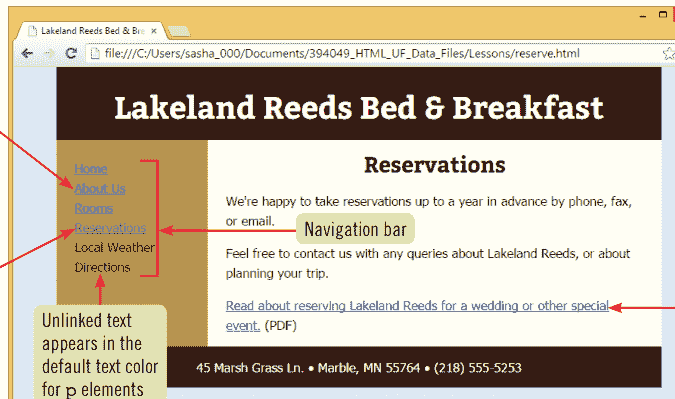 Lakeland Reeds Bed & Bre
file:///C:/Users/sasha_000/Documents/394049_HTML_UF_Data_Files/Lessons/reserve.html
Lakeland Reeds Bed & Breakfast
Home
About Us
Rooms
Reservations
Local Weather
Directions
Navigation bar
Reservations
We're happy to take reservations up to a year in advance by phone, fax,
or email.
Feel free to contact us with any queries about Lakeland Reeds, or about
planning your trip.
Read about reserving Lakeland Reeds for a wedding or other special
event. (PDF)
Unlinked text
appears in the
default text color
for p elements
45 Marsh Grass Ln. • Marble, MN 55764 • (218) 555-5253